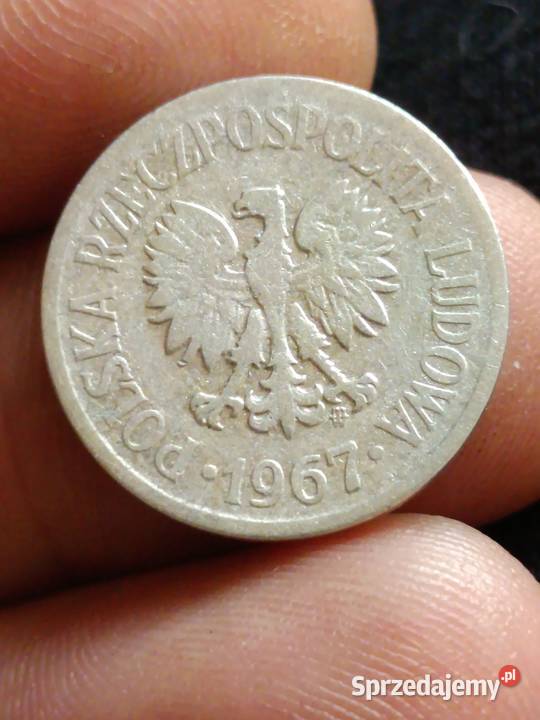 POLSKA RZECZPOSPOLITA LUDOWA
· 1967 ·
Sprzedajemy.pl